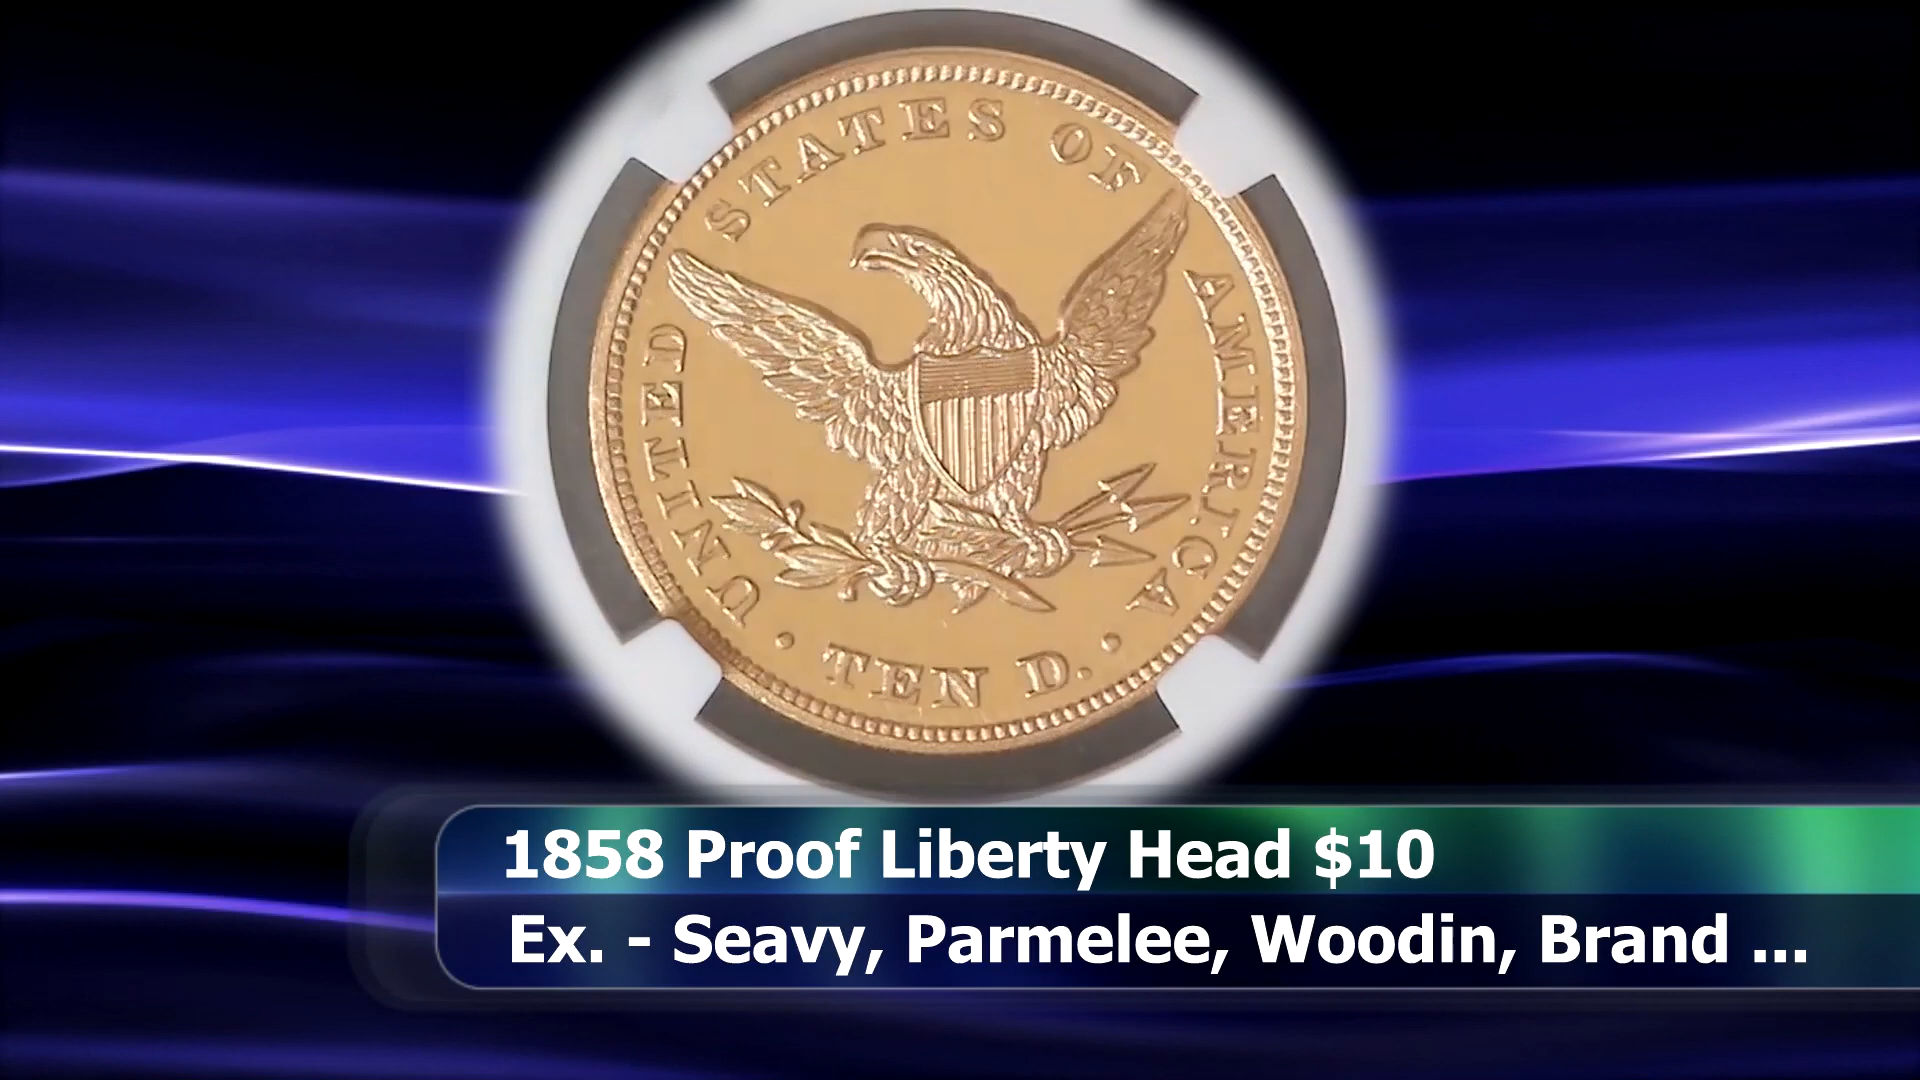 UNITED STATES OF AMERICA
• TEN D. •
1858 Proof Liberty Head $10
Ex. - Seavy, Parmelee, Woodin, Brand ...